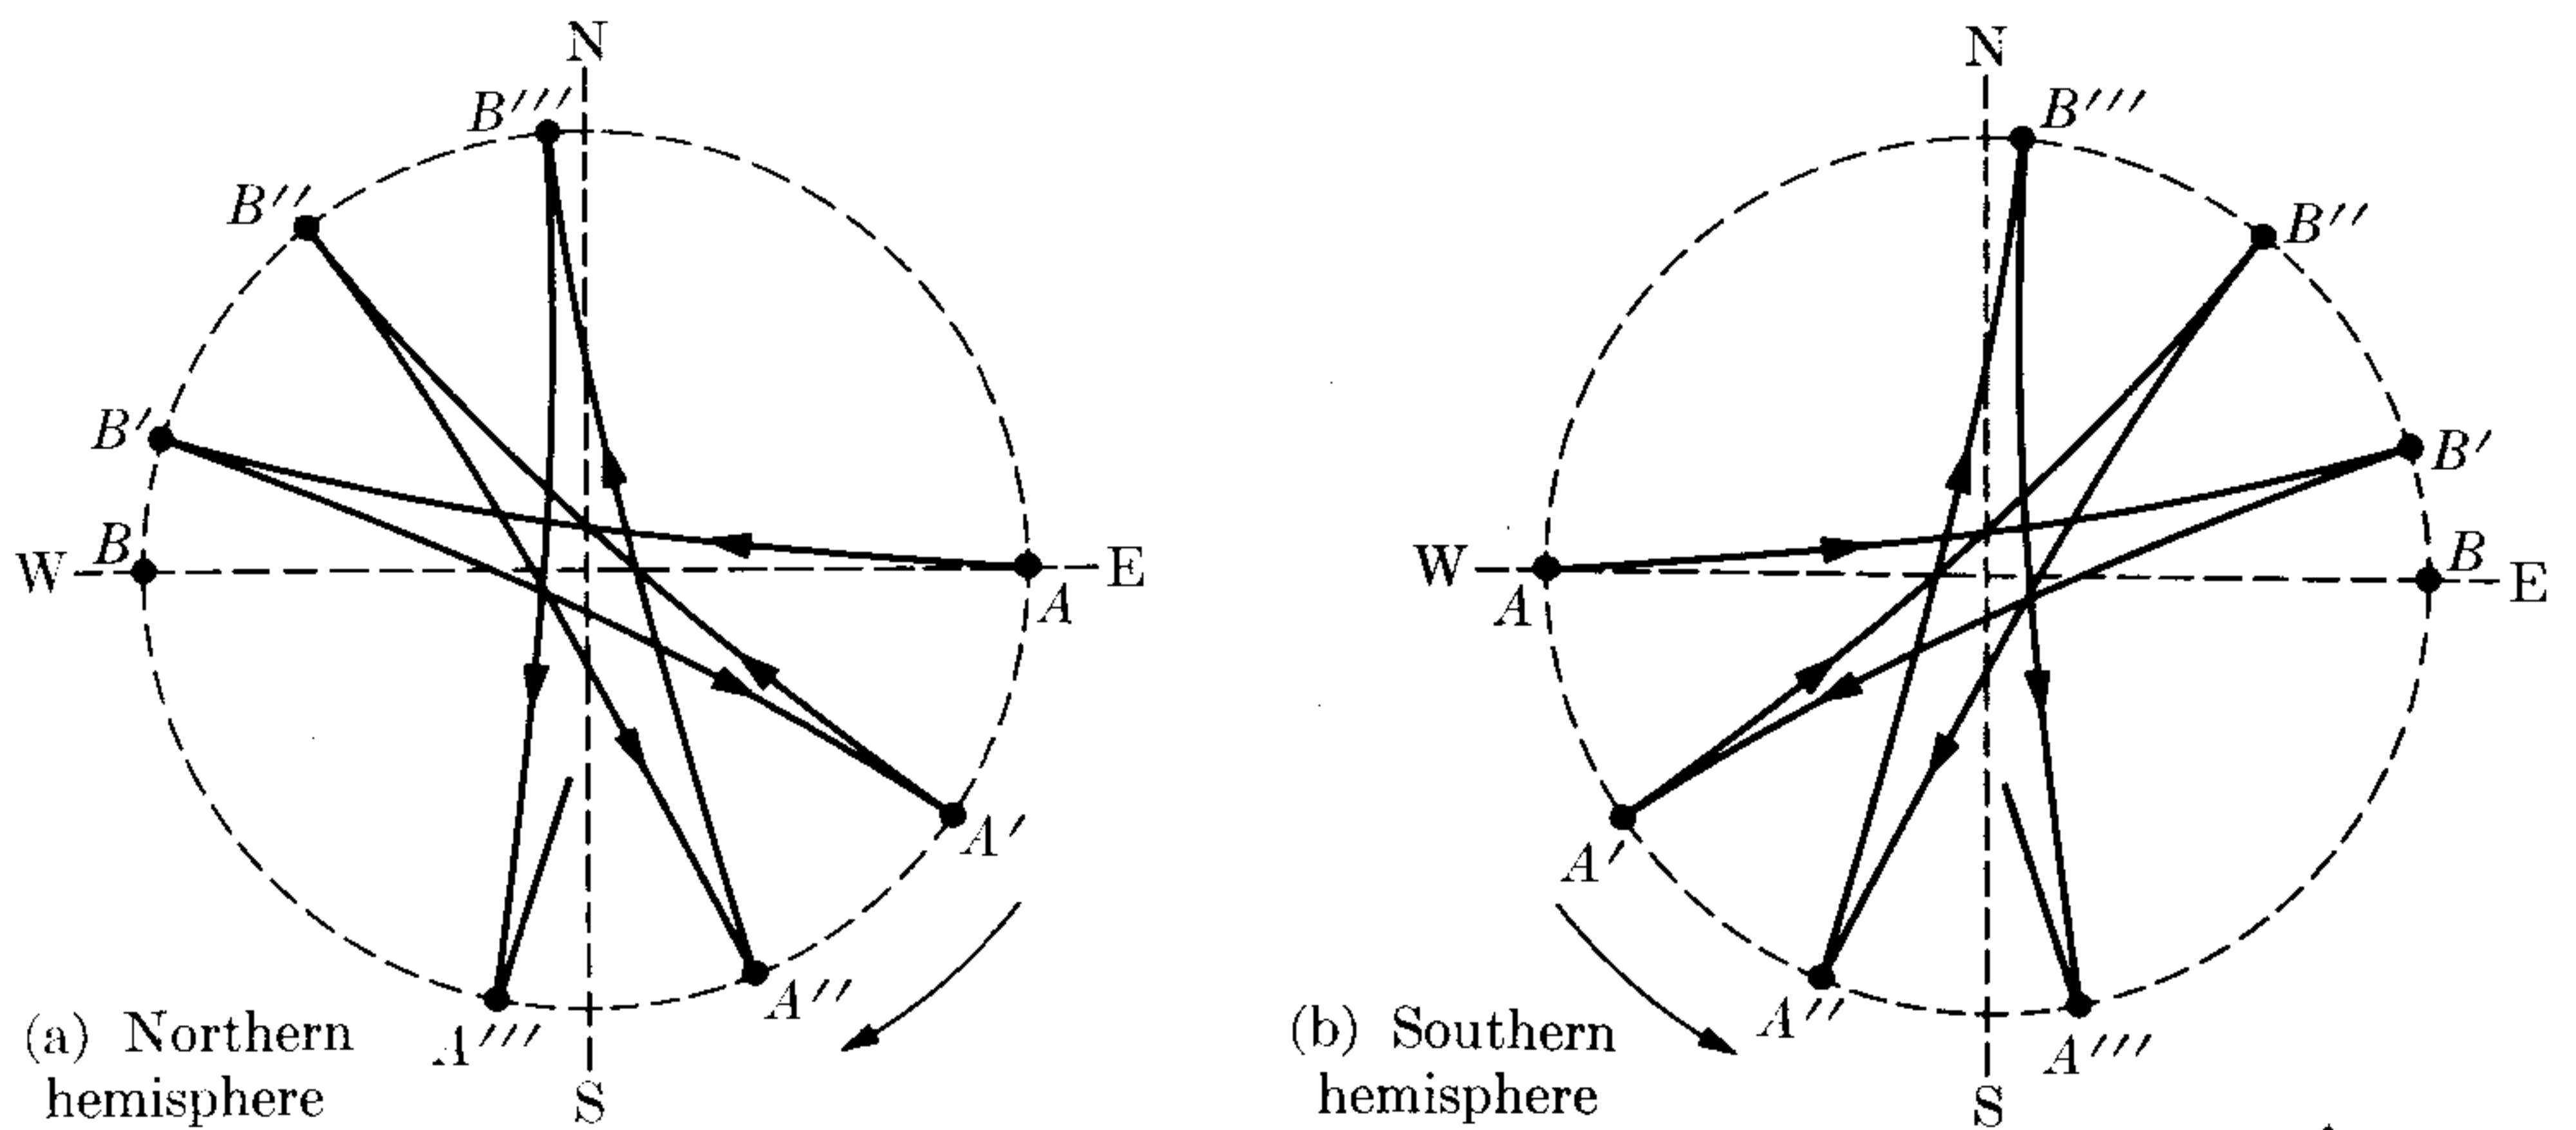 N
B'''
B''
B'
B
W
E
A
A'
A''
A'''
S
(a) Northern
hemisphere
N
B'''
B''
B'
B
W
E
A
A'
A''
A'''
S
(b) Southern
hemisphere